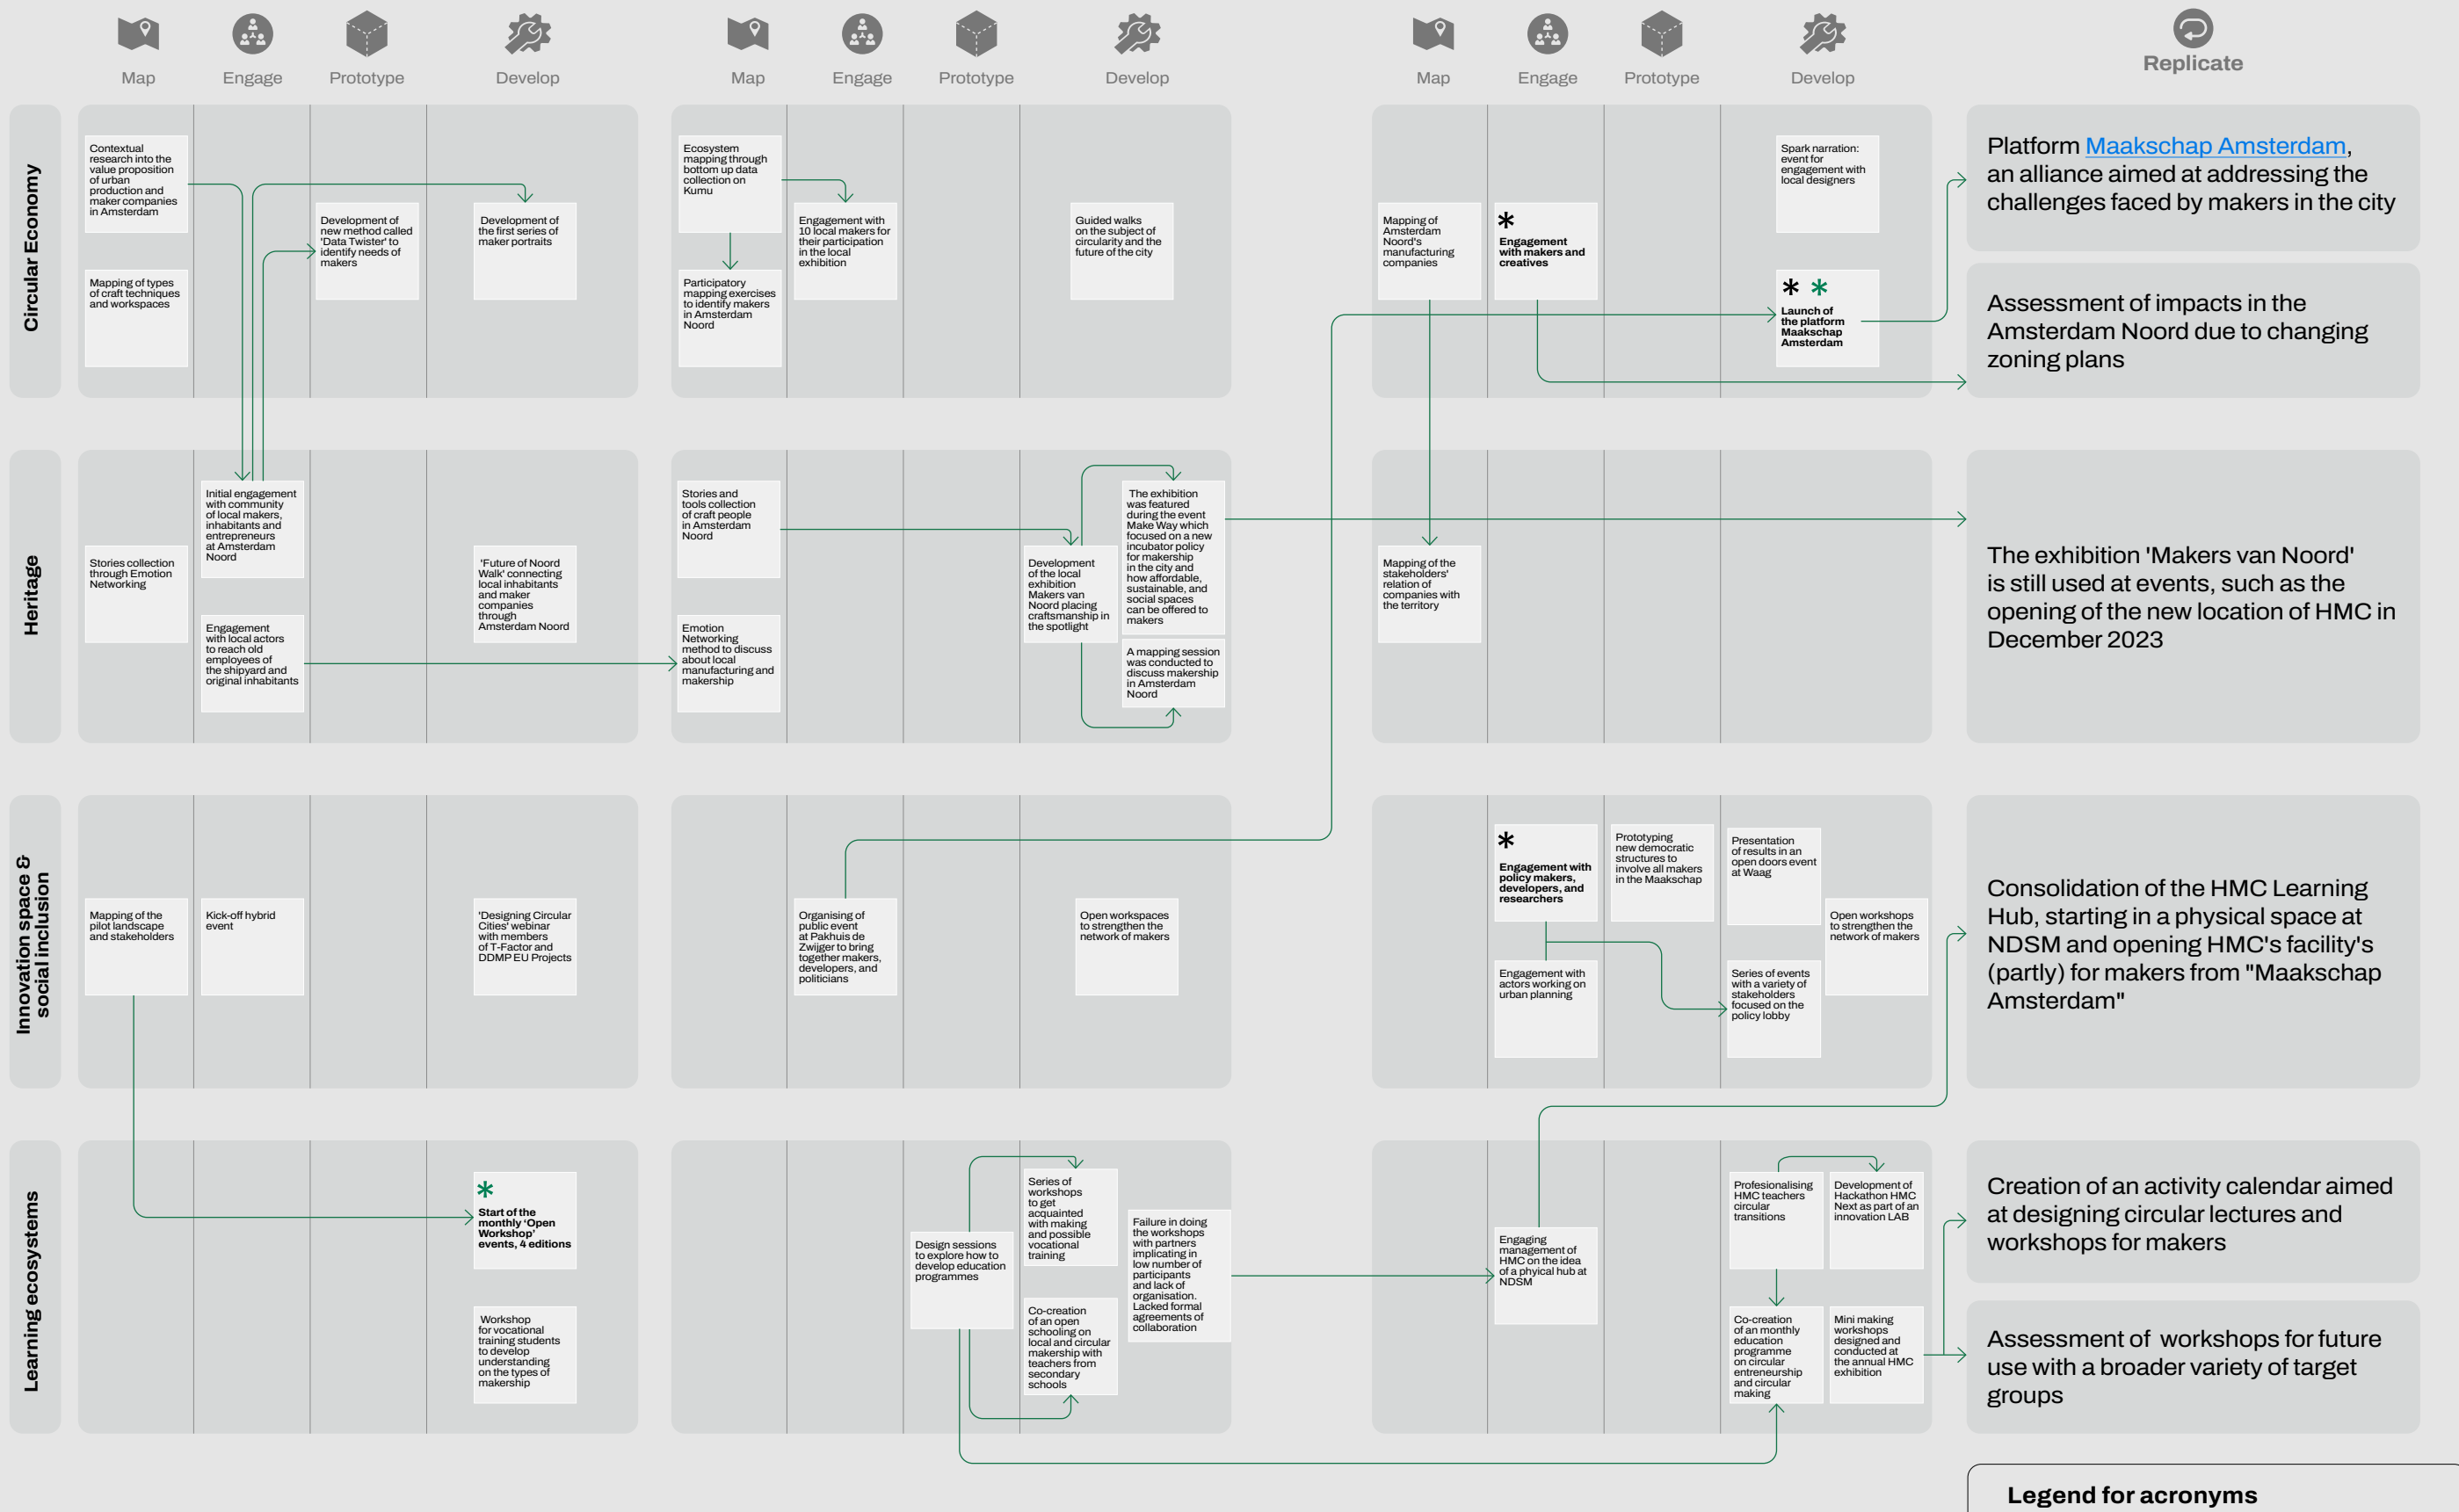 Map
Engage
Prototype
Develop
Map
Engage
Prototype
Develop
Map
Engage
Prototype
Develop
Replicate
Circular Economy
Contextual
research into the
value proposition
of urban
production and
maker companies
in Amsterdam
Mapping of types
of craft techniques
and workspaces
Development of
new method called
'Data Twister' to
identify needs of
makers
Development of
the first series of
maker portraits
Ecosystem
mapping through
bottom up data
collection on
Kumu
Participatory
mapping exercises
to identify makers
in Amsterdam
Noord
Engagement with
10 local makers for
their participation
in the local
exhibition
Guided walks
on the subject of
circularity and the
future of the city
Mapping of
Amsterdam
Noord's
manufacturing
companies
*
Engagement
with makers and
creatives
Spark narration:
event for
engagement with
local designers
* *
Launch of
the platform
Maakschap
Amsterdam
Platform Maakschap Amsterdam,
an alliance aimed at addressing the
challenges faced by makers in the city
Assessment of impacts in the
Amsterdam Noord due to changing
zoning plans
Heritage
Stories collection
through Emotion
Networking
Initial engagement
with community
of local makers,
inhabitants and
entrepreneurs
at Amsterdam
Noord
Engagement
with local actors
to reach old
employees of
the shipyard and
original inhabitants
'Future of Noord
Walk' connecting
local inhabitants
and maker
companies
through
Amsterdam Noord
Stories and
tools collection
of craft people
in Amsterdam
Noord
Emotion
Networking
method to discuss
about local
manufacturing and
makership
Development
of the local
exhibition
Makers van
Noord placing
craftsmanship in
the spotlight
The exhibition
was featured
during the event
Make Way which
focused on a new
incubator policy
for makership
in the city and
how affordable,
sustainable, and
social spaces
can be offered to
makers
A mapping session
was conducted to
discuss makership
in Amsterdam
Noord
Mapping of the
stakeholders'
relation of
companies with
the territory
The exhibition 'Makers van Noord'
is still used at events, such as the
opening of the new location of HMC in
December 2023
Innovation space &
social inclusion
Mapping of the
pilot landscape
and stakeholders
Kick-off hybrid
event
'Designing Circular
Cities' webinar
with members
of T-Factor and
DDMP EU Projects
Organising of
public event
at Pakhuis de
Zwijger to bring
together makers,
developers, and
politicians
Open workspaces
to strengthen the
network of makers
*
Engagement with
policy makers,
developers, and
researchers
Engagement with
actors working on
urban planning
Prototyping
new democratic
structures to
involve all makers
in the Maakschap
Presentation
of results in an
open doors event
at Waag
Series of events
with a variety of
stakeholders
focused on the
policy lobby
Open workshops
to strengthen the
network of makers
Consolidation of the HMC Learning
Hub, starting in a physical space at
NDSM and opening HMC's facility's
(partly) for makers from "Maakschap
Amsterdam"
Learning ecosystems
*
Start of the
monthly ‘Open
Workshop’
events, 4 editions
Workshop
for vocational
training students
to develop
understanding
on the types of
makership
Design sessions
to explore how to
develop education
programmes
Series of
workshops
to get
acquainted
with making
and possible
vocational
training
Co-creation
of an open
schooling on
local and circular
makership with
teachers from
secondary
schools
Failure in doing
the workshops
with partners
implicating in
low number of
participants
and lack of
organisation.
Lacked formal
agreements of
collaboration
Engaging
management of
HMC on the idea
of a phyical hub at
NDSM
Profesionalising
HMC teachers
circular
transitions
Development of
Hackathon HMC
Next as part of an
innovation LAB
Co-creation
of an monthly
education
programme
on circular
entreneurship
and circular
making
Mini making
workshops
designed and
conducted at
the annual HMC
exhibition
Creation of an activity calendar aimed
at designing circular lectures and
workshops for makers
Assessment of workshops for future
use with a broader variety of target
groups
Legend for acronyms